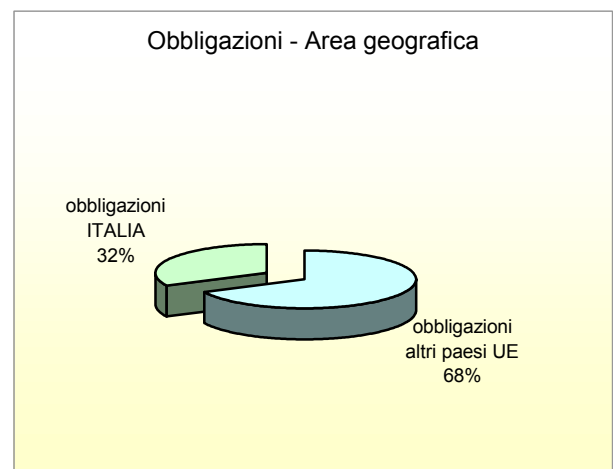 Obbligazioni - Area geografica
obbligazioni
ITALIA
32%
obbligazioni
altri paesi UE
68%